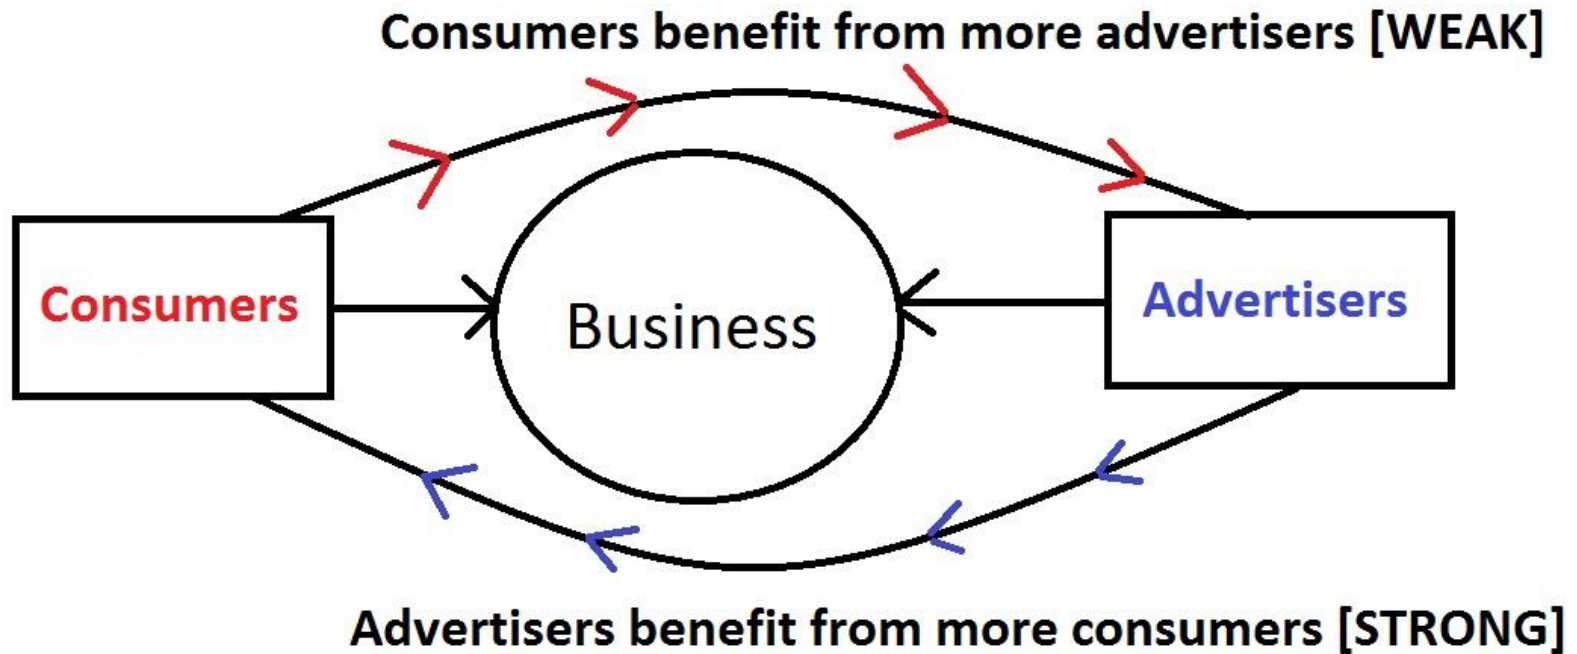 Consumers benefit from more advertisers [WEAK]
Consumers
Business
Advertisers
Advertisers benefit from more consumers [STRONG]